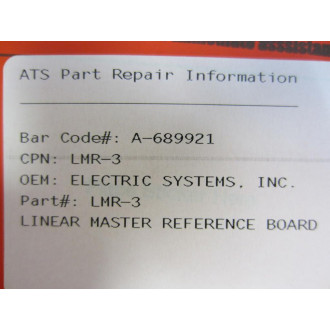 ATS Part Repair Information
Bar Code#: A-689921
CPN: LMR-3
OEM: ELECTRIC SYSTEMS, INC.
Part#: LMR-3
LINEAR MASTER REFERENCE BOARD